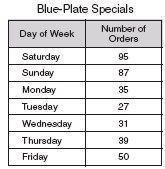 Blue-Plate Specials
Day of Week Number of Orders
Saturday 95
Sunday 87
Monday 35
Tuesday 27
Wednesday 31
Thursday 39
Friday 50